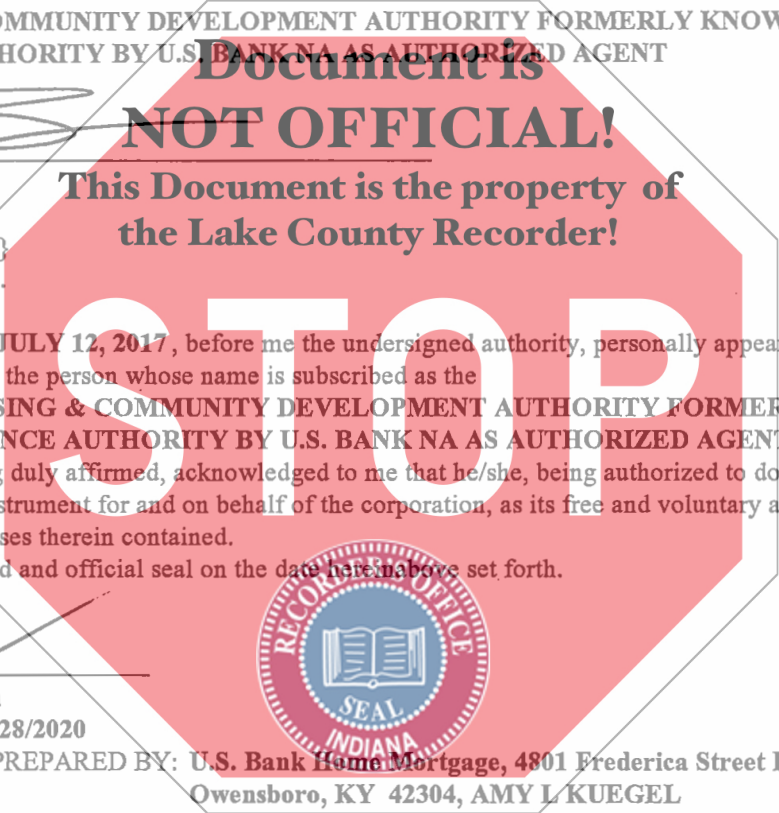 COMMUNITY DEVELOPMENT AUTHORITY FORMERLY KNOW
HORITY BY U.S. BANK NA AS AUTHORIZED AGENT
Document is
NOT OFFICIAL!
This Document is the property of
the Lake County Recorder!
STOP
JULY 12, 2017, before me the undersigned authority, personally appea
the person whose name is subscribed as the
SING & COMMUNITY DEVELOPMENT AUTHORITY FORMER
NCE AUTHORITY BY U.S. BANK NA AS AUTHORIZED AGENT
g duly affirmed, acknowledged to me that he/she, being authorized to do
strument for and on behalf of the corporation, as its free and voluntary a
ses therein contained.
d and official seal on the date hereinabove set forth.
RECORDER'S OFFICE
SEAL
INDIANA
28/2020
PREPARED BY: U.S. Bank Home Mortgage, 4801 Frederica Street
Owensboro, KY 42304, AMY L KUEGEL